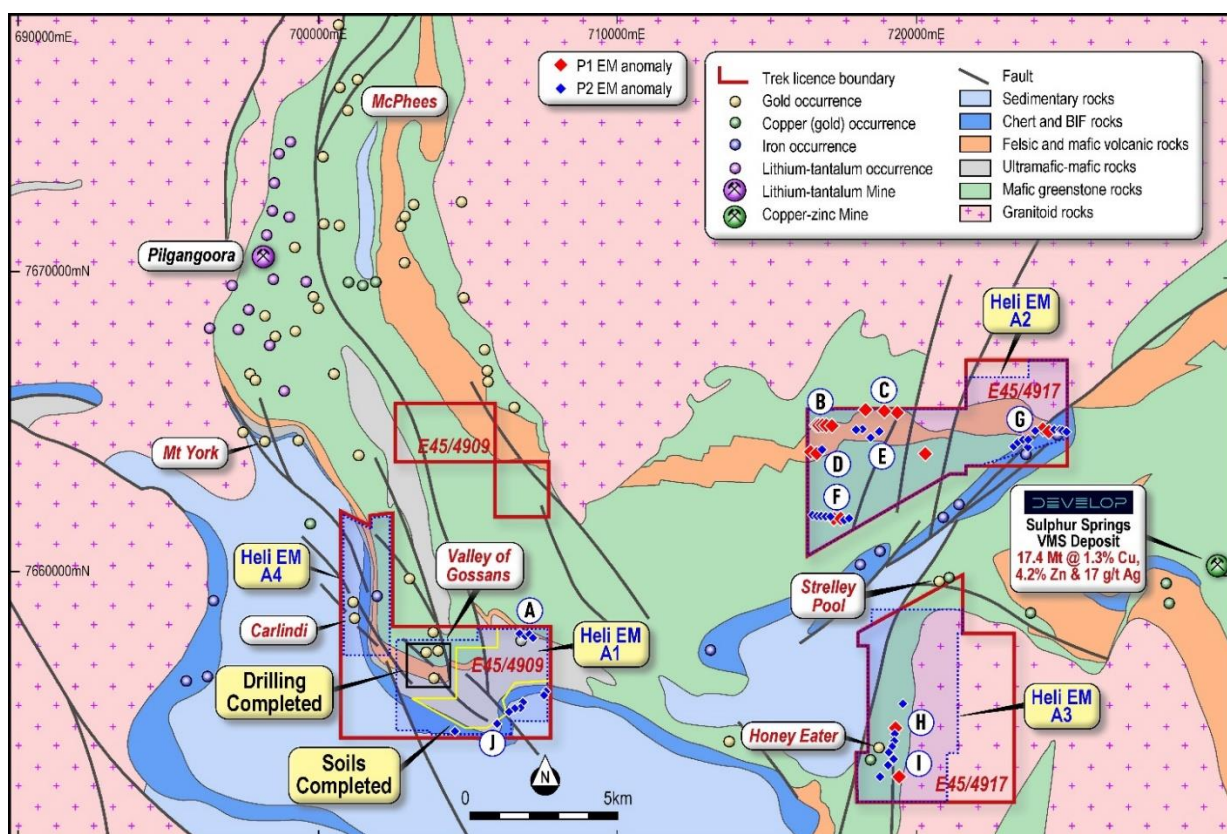 690000mE
700000mE
710000mE
720000mE
7670000mN
7660000mN
P1 EM anomaly
P2 EM anomaly
Trek licence boundary
Gold occurrence
Copper (gold) occurrence
Iron occurrence
Lithium-tantalum occurrence
Lithium-tantalum Mine
Copper-zinc Mine
Fault
Sedimentary rocks
Chert and BIF rocks
Felsic and mafic volcanic rocks
Ultramafic-mafic rocks
Mafic greenstone rocks
Granitoid rocks
McPhees
Pilgangoora
Mt York
E45/4909
Heli EM
A2
E45/4917
B
C
D
E
F
G
DEVELOP
Sulphur Springs
VMS Deposit
17.4 Mt @ 1.3% Cu,
4.2% Zn & 17 g/t Ag
Heli EM
A4
Valley of
Gossans
Carlindi
A
Heli EM
A1
E45/4909
Drilling
Completed
Soils
Completed
J
N
0
5km
Strelley
Pool
Honey Eater
H
I
Heli EM
A3
E45/4917